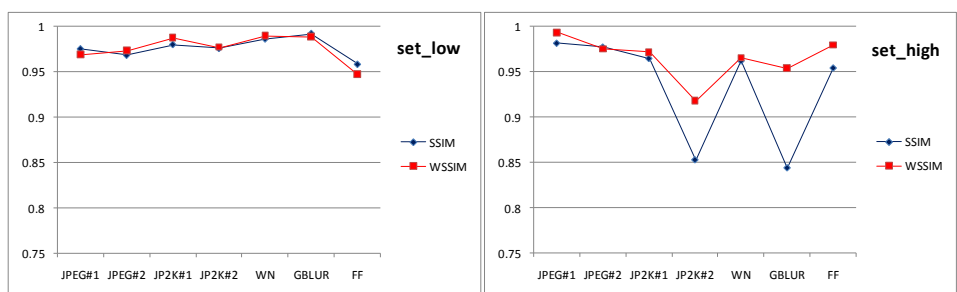 set_low
1
0.95
0.9
0.85
0.8
0.75
JPEG#1 JPEG#2 JP2K#1 JP2K#2 WN GBLUR FF
SSIM
WSSIM
set_high
1
0.95
0.9
0.85
0.8
0.75
JPEG#1 JPEG#2 JP2K#1 JP2K#2 WN GBLUR FF
SSIM
WSSIM